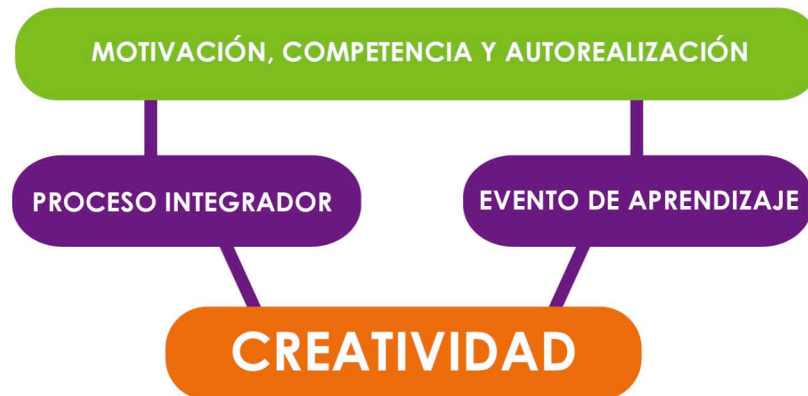 MOTIVACIÓN, COMPETENCIA Y AUTOREALIZACIÓN
PROCESO INTEGRADOR
EVENTO DE APRENDIZAJE
CREATIVIDAD